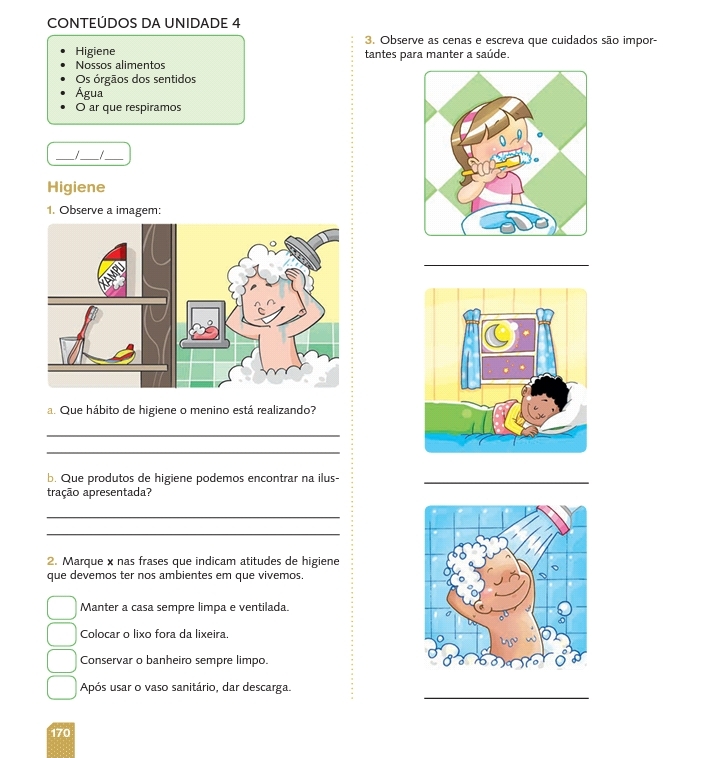 CONTEÚDOS DA UNIDADE 4
• Higiene
• Nossos alimentos
• Os órgãos dos sentidos
• Água
• O ar que respiramos
___/___/___
Higiene
1. Observe a imagem:
XAMPU
a. Que hábito de higiene o menino está realizando?
b. Que produtos de higiene podemos encontrar na ilus-
tração apresentada?
2. Marque x nas frases que indicam atitudes de higiene
que devemos ter nos ambientes em que vivemos.
Manter a casa sempre limpa e ventilada.
Colocar o lixo fora da lixeira.
Conservar o banheiro sempre limpo.
Após usar o vaso sanitário, dar descarga.
170
3. Observe as cenas e escreva que cuidados são impor-
tantes para manter a saúde.